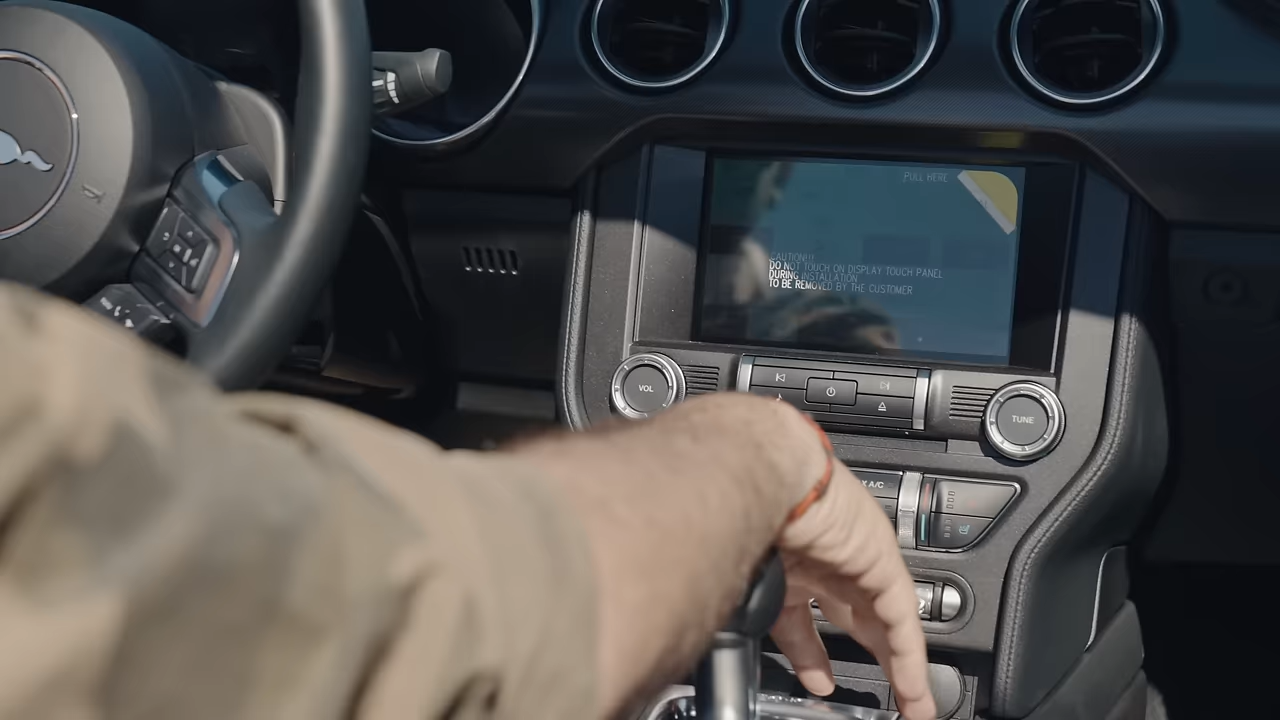 PULL HERE
CAUTION!!
DO NOT TOUCH ON DISPLAY TOUCH PANEL
DURING INSTALLATION
TO BE REMOVED BY THE CUSTOMER
VOL
TUNE
A/C